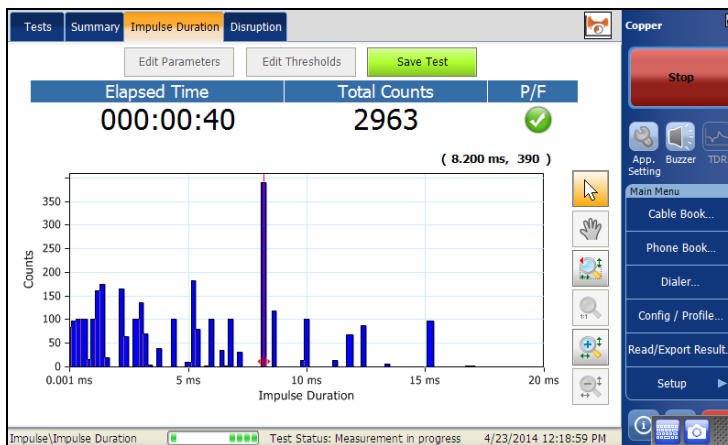 Tests Summary Impulse Duration Disruption
Edit Parameters Edit Thresholds Save Test
Elapsed Time Total Counts P/F
000:00:40 2963
( 8.200 ms, 390 )
Counts
350
300
250
200
150
100
50
0
0.001 ms 5 ms 10 ms 15 ms 20 ms
Impulse Duration
1:1
Impulse\Impulse Duration Test Status: Measurement in progress 4/23/2014 12:18:59 PM
Copper
Stop
App. Setting
Buzzer
TDR
Main Menu
Cable Book...
Phone Book...
Dialer...
Config / Profile...
Read/Export Result.
Setup